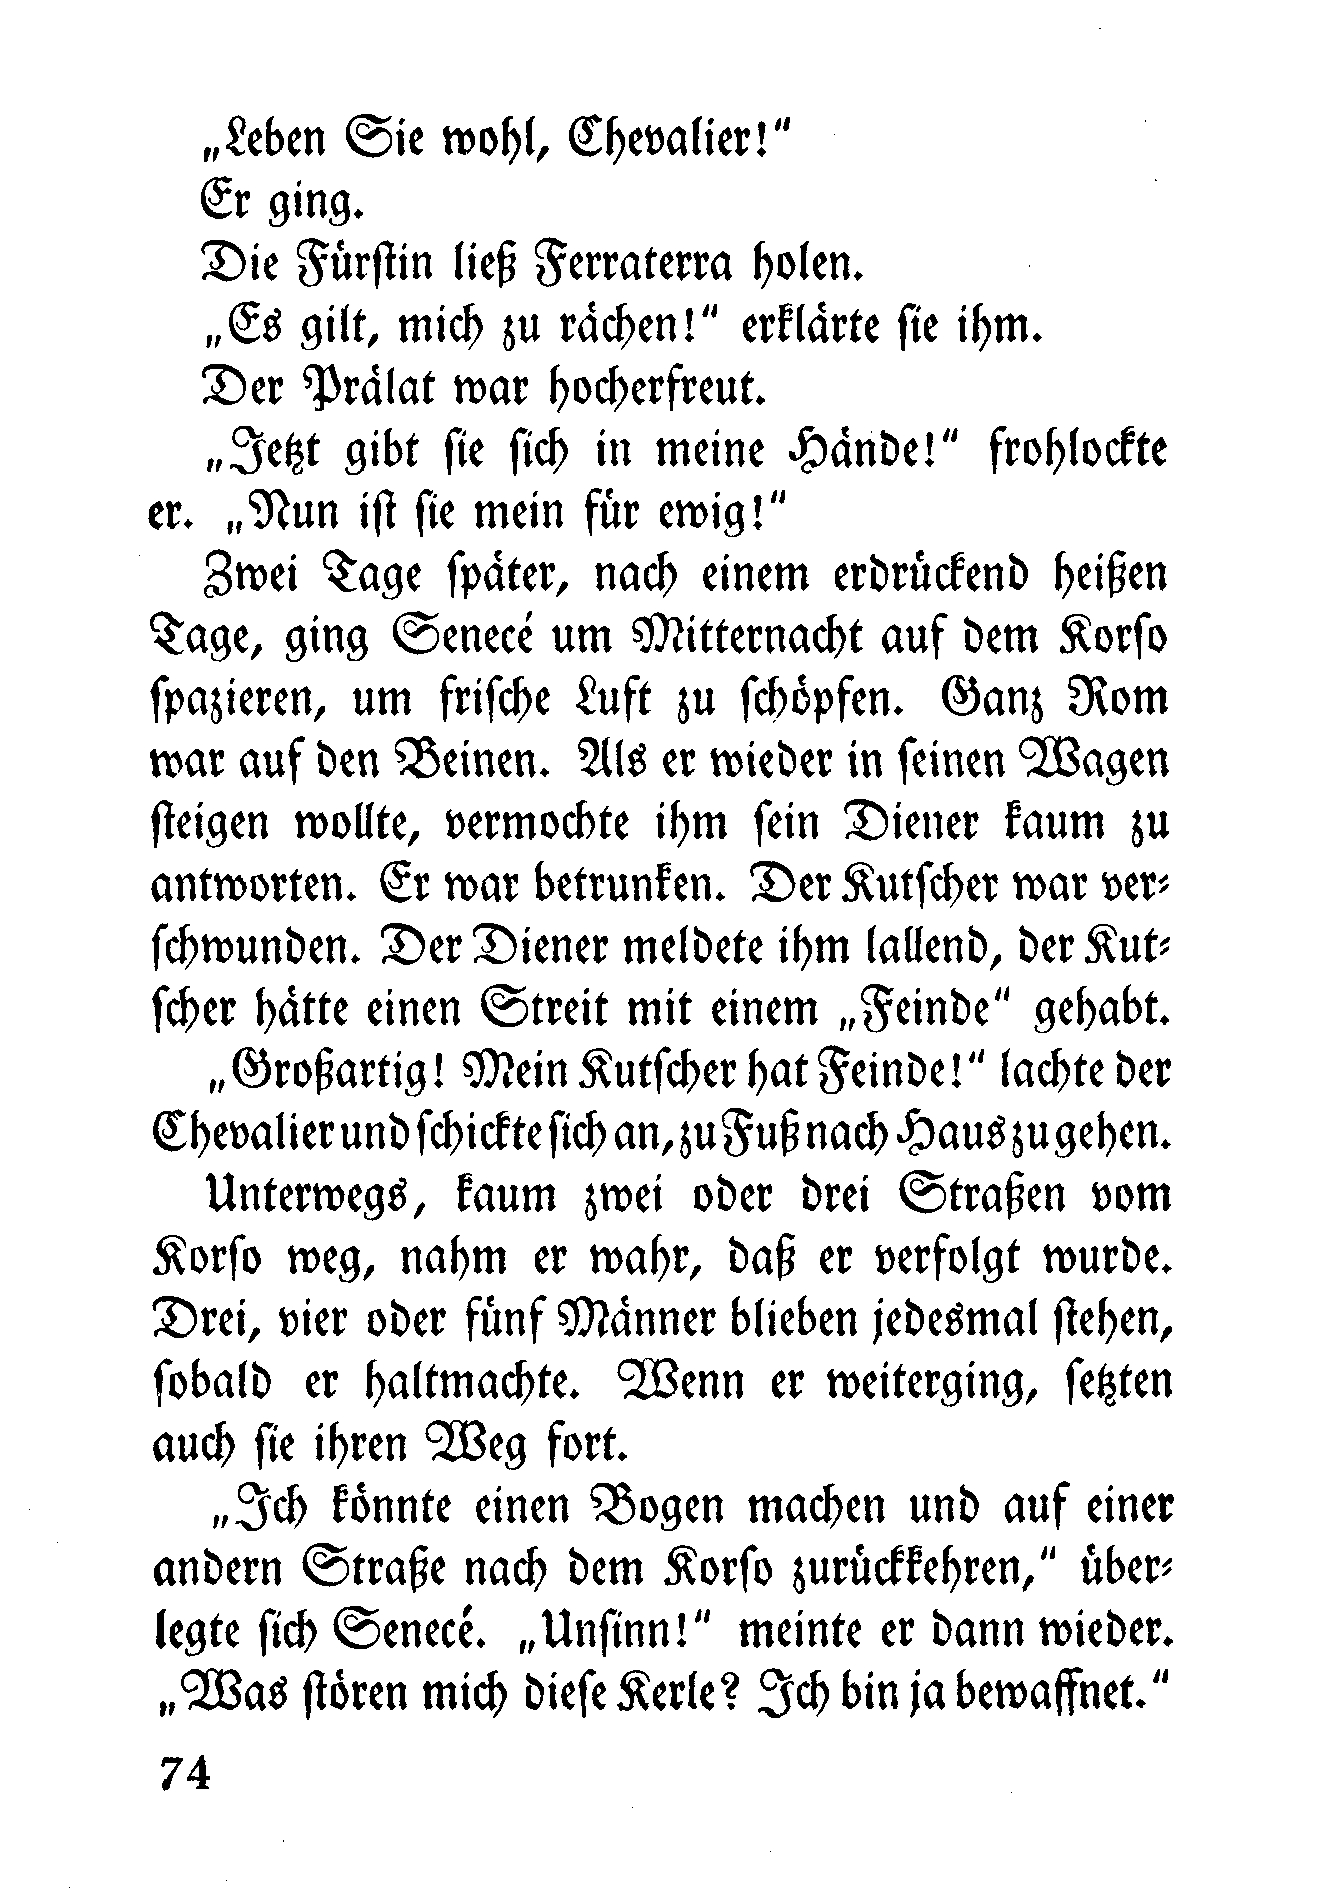 „Leben Sie wohl, Chevalier!“
Er ging.
Die Fürstin ließ Ferraterra holen.
„Es gilt, mich zu rächen!“ erklärte sie ihm.
Der Prälat war hocherfreut.
„Jetzt gibt sie sich in meine Hände!“ frohlockte
er. „Nun ist sie mein für ewig!“
Zwei Tage später, nach einem erdrückend heißen
Tage, ging Senecé um Mitternacht auf dem Korso
spazieren, um frische Luft zu schöpfen. Ganz Rom
war auf den Beinen. Als er wieder in seinen Wagen
steigen wollte, vermochte ihm sein Diener kaum zu
antworten. Er war betrunken. Der Kutscher war ver-
schwunden. Der Diener meldete ihm lallend, der Kut-
scher hätte einen Streit mit einem „Feinde“ gehabt.
„Großartig! Mein Kutscher hat Feinde!“ lachte der
Chevalier und schickte sich an, zu Fuß nach Haus zu gehen.
Unterwegs, kaum zwei oder drei Straßen vom
Korso weg, nahm er wahr, daß er verfolgt wurde.
Drei, vier oder fünf Männer blieben jedesmal stehen,
sobald er haltmachte. Wenn er weiterging, setzten
auch sie ihren Weg fort.
„Ich könnte einen Bogen machen und auf einer
andern Straße nach dem Korso zurückkehren,“ über-
legte sich Senecé. „Unsinn!“ meinte er dann wieder.
„Was stören mich diese Kerle? Ich bin ja bewaffnet.“
74